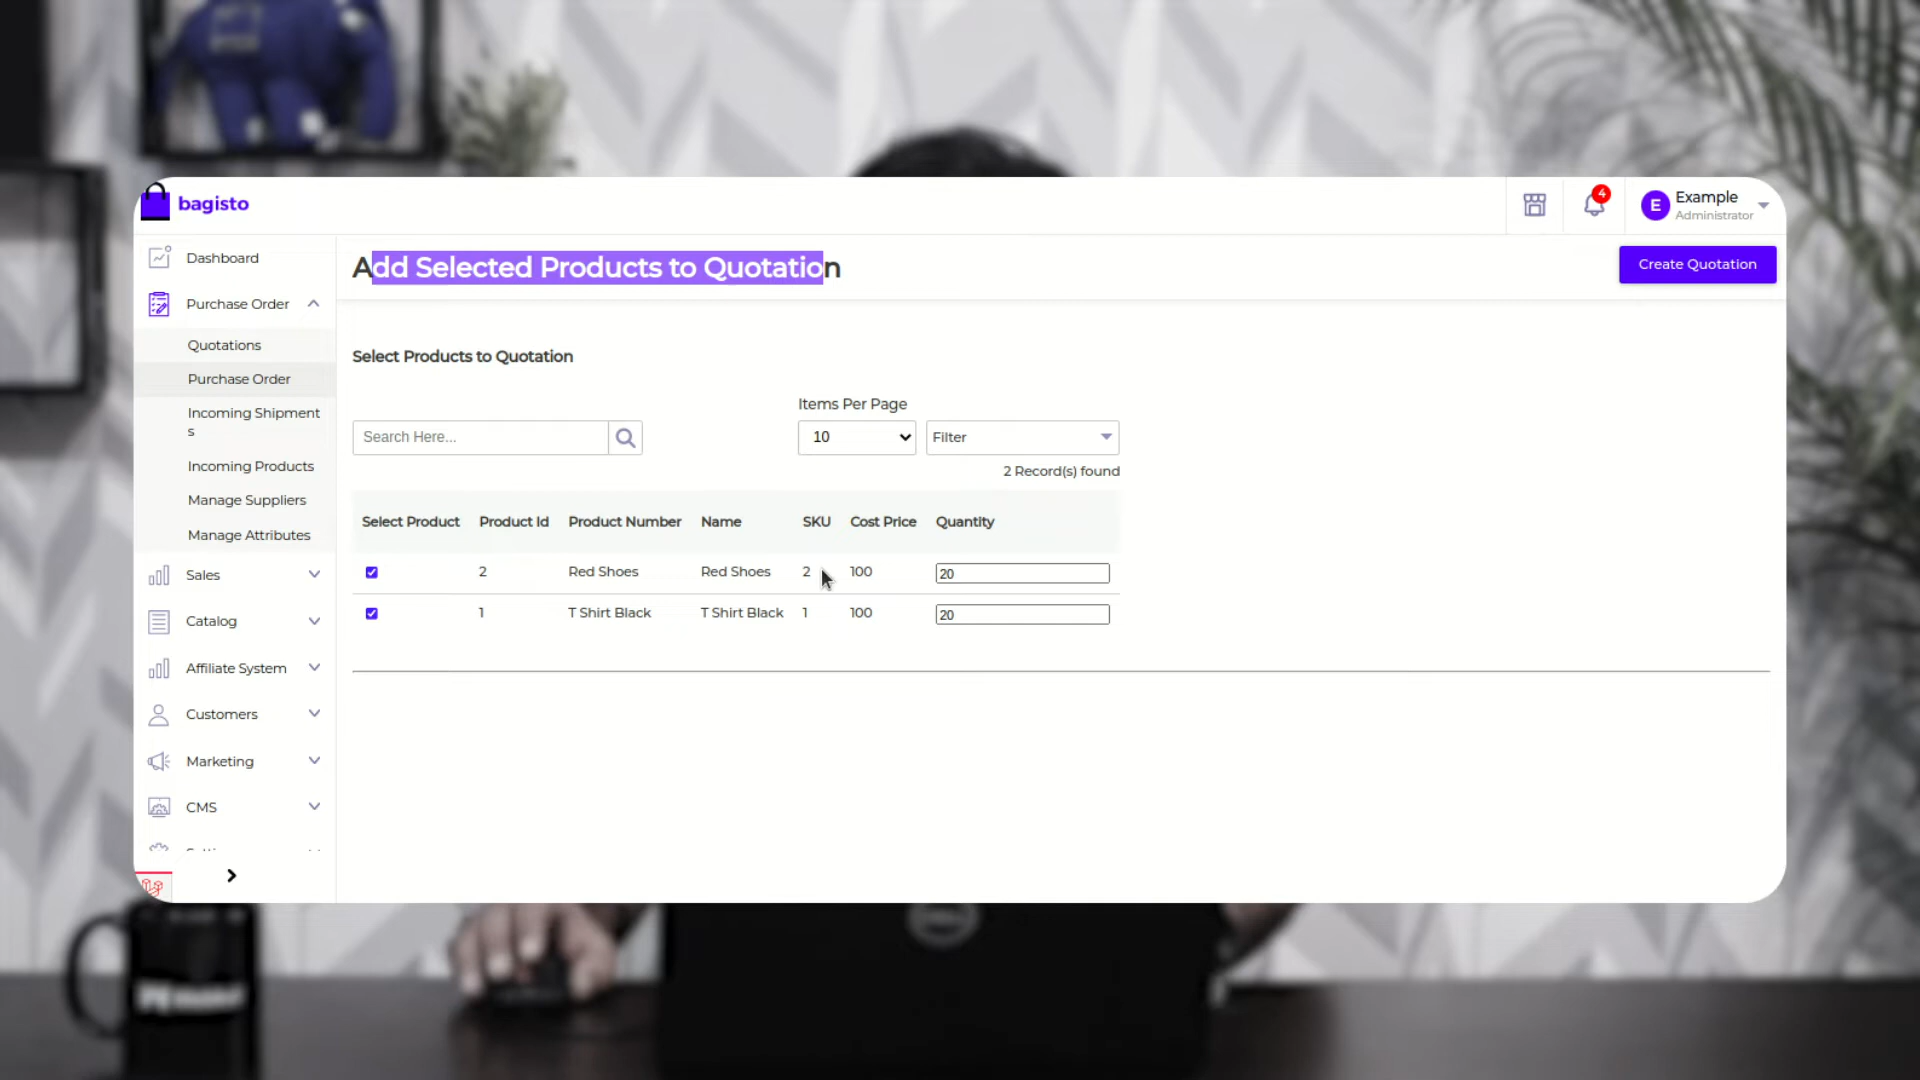 bagisto
4
E
Example
Administrator
Dashboard
Purchase Order
Quotations
Purchase Order
Incoming Shipment
s
Incoming Products
Manage Suppliers
Manage Attributes
Sales
Catalog
Affiliate System
Customers
Marketing
CMS
Add Selected Products to Quotation
Create Quotation
Select Products to Quotation
Items Per Page
Search Here...
10
Filter
2 Record(s) found
Select Product Product Id Product Number Name SKU Cost Price Quantity
2 Red Shoes Red Shoes 2 100 20
1 T Shirt Black T Shirt Black 1 100 20